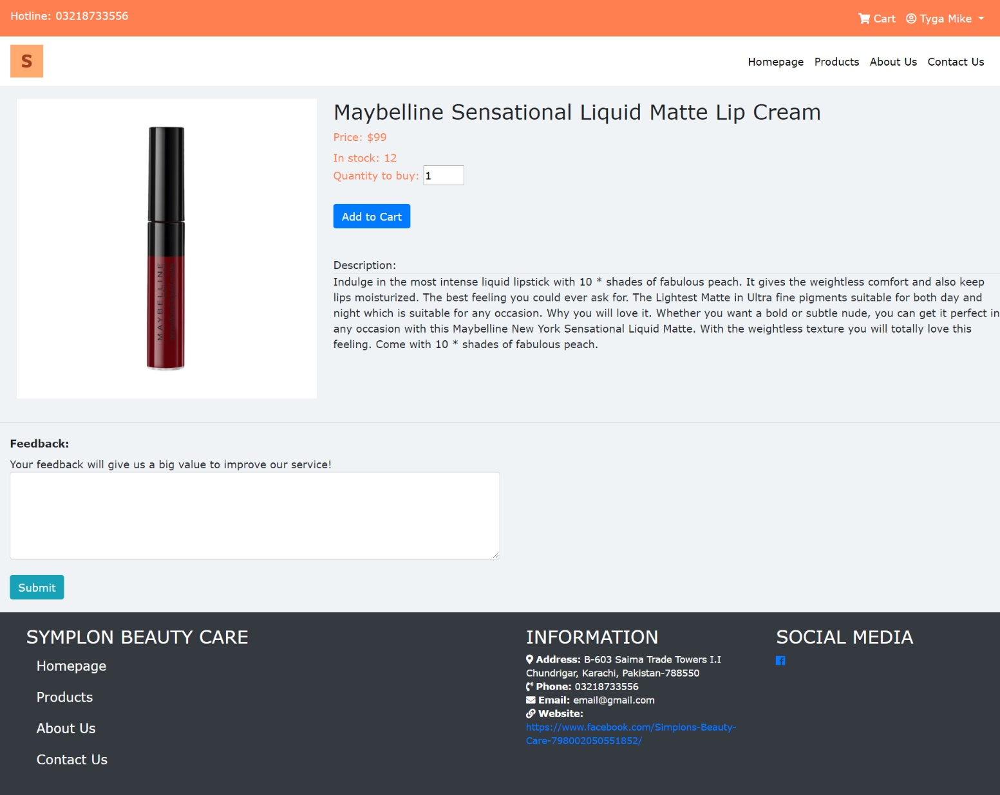 Hotline: 03218733556
Cart
Tyga Mike
S
Homepage
Products
About Us
Contact Us
MAYBELLINE
Maybelline Sensational Liquid Matte Lip Cream
Price: $99
In stock: 12
Quantity to buy: 1
Add to Cart
Description:
Indulge in the most intense liquid lipstick with 10 * shades of fabulous peach. It gives the weightless comfort and also keep
lips moisturized. The best feeling you could ever ask for. The Lightest Matte in Ultra fine pigments suitable for both day and
night which is suitable for any occasion. Why you will love it. Whether you want a bold or subtle nude, you can get it perfect in
any occasion with this Maybelline New York Sensational Liquid Matte. With the weightless texture you will totally love this
feeling. Come with 10 * shades of fabulous peach.
Feedback:
Your feedback will give us a big value to improve our service!
Submit
SYMPLON BEAUTY CARE
Homepage
Products
About Us
Contact Us
INFORMATION
Address: B-603 Saima Trade Towers I.I
Chundrigar, Karachi, Pakistan-788550
Phone: 03218733556
Email: email@gmail.com
Website:
https://www.facebook.com/Simplons-Beauty-
Care-798002050551852/
SOCIAL MEDIA